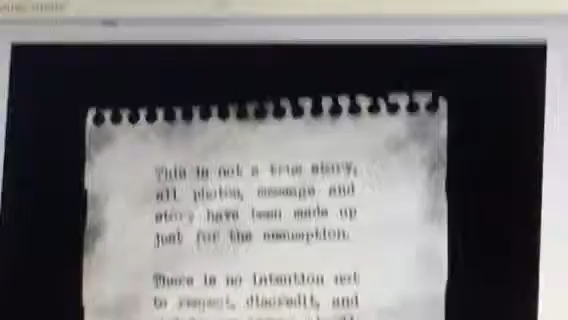 This is not a true story,
all photos, message and
story have been made up
just for the assumption.
There is no intention not
to respect, discredit, and